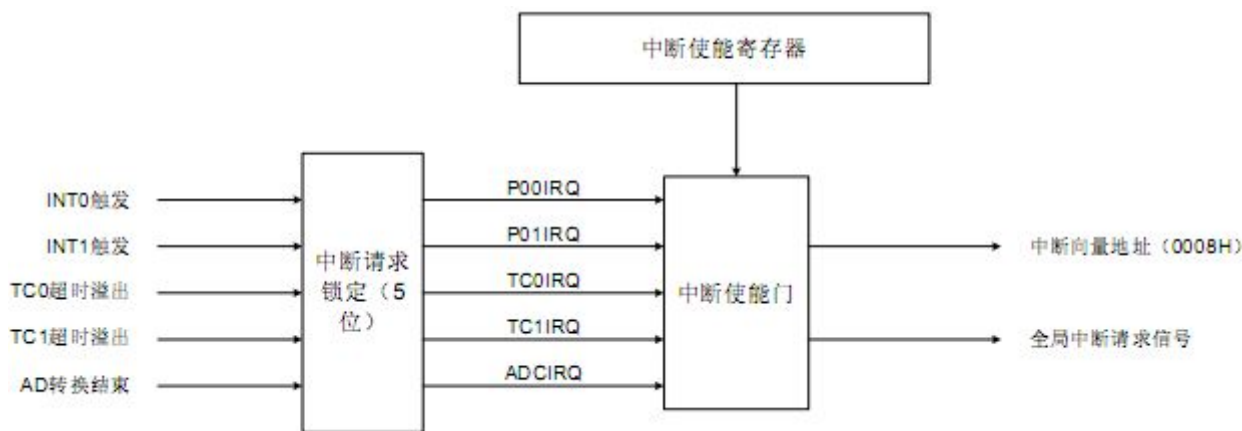 中断使能寄存器
INT0触发
INT1触发
TC0超时溢出
TC1超时溢出
AD转换结束
中断请求
锁定（5
位）
P00IRQ
P01IRQ
TC0IRQ
TC1IRQ
ADCIRQ
中断使能门
中断向量地址（0008H）
全局中断请求信号